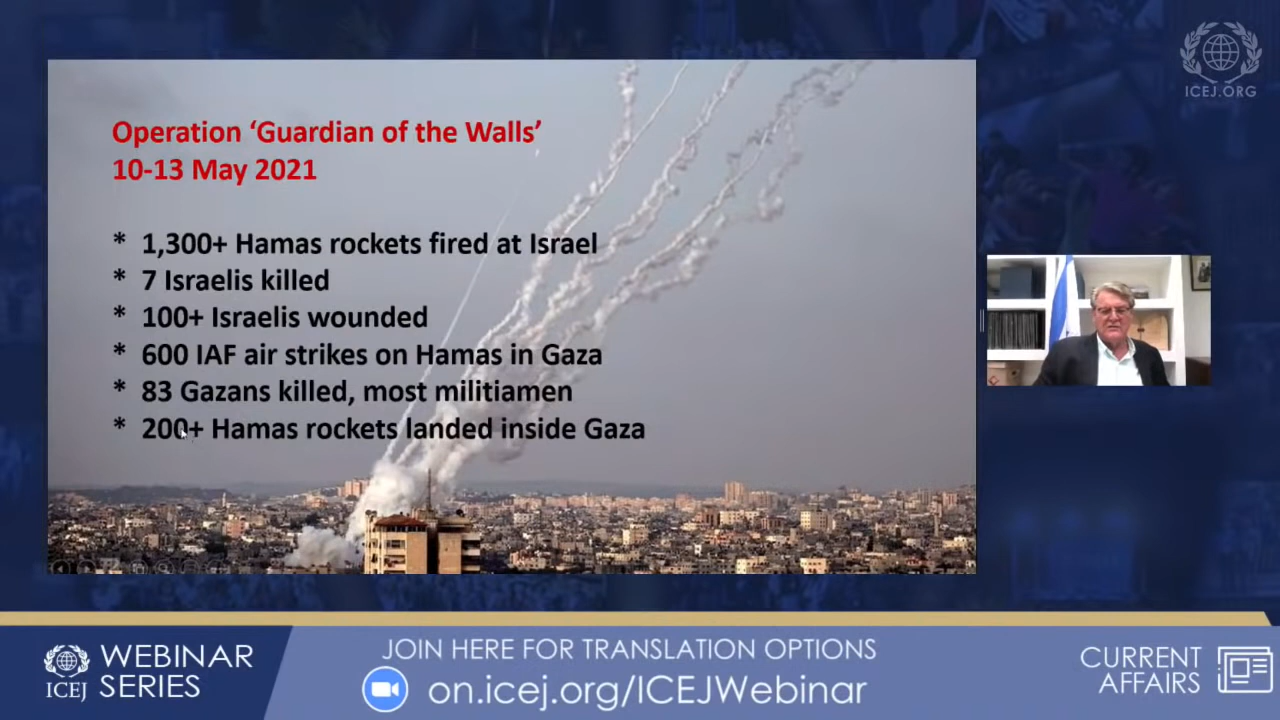 ICEJ.ORG
Operation ‘Guardian of the Walls’
10-13 May 2021
* 1,300+ Hamas rockets fired at Israel
* 7 Israelis killed
* 100+ Israelis wounded
* 600 IAF air strikes on Hamas in Gaza
* 83 Gazans killed, most militiamen
* 200+ Hamas rockets landed inside Gaza
ICEJ
WEBINAR
SERIES
JOIN HERE FOR TRANSLATION OPTIONS
on.icej.org/ICEJWebinar
CURRENT
AFFAIRS